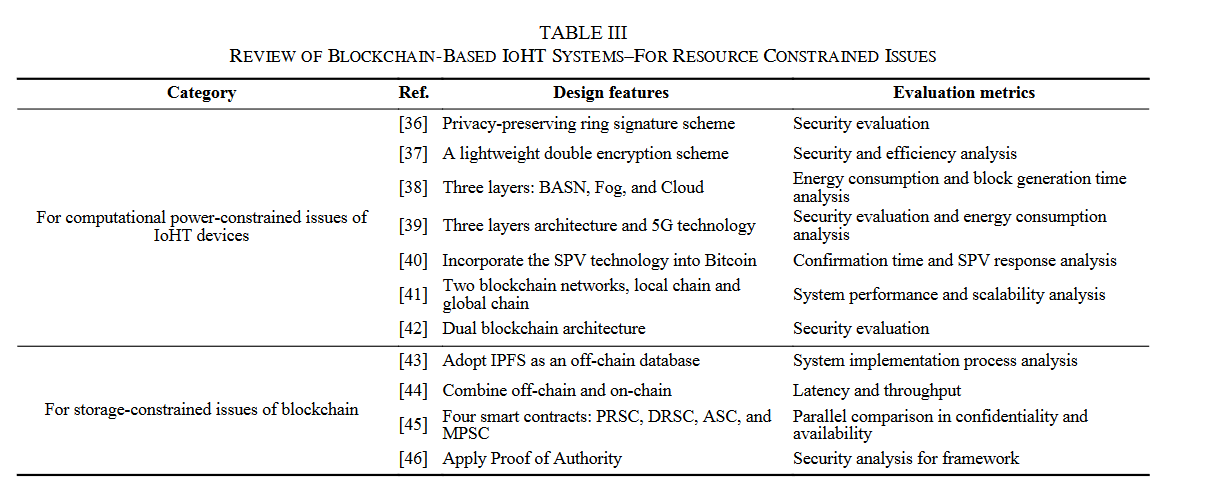 TABLE III
REVIEW OF BLOCKCHAIN-BASED IOHT SYSTEMS–FOR RESOURCE CONSTRAINED ISSUES
Category Ref. Design features Evaluation metrics
For computational power-constrained issues of
IoHT devices
[36] Privacy-preserving ring signature scheme Security evaluation
[37] A lightweight double encryption scheme Security and efficiency analysis
[38] Three layers: BASN, Fog, and Cloud Energy consumption and block generation time
analysis
[39] Three layers architecture and 5G technology Security evaluation and energy consumption
analysis
[40] Incorporate the SPV technology into Bitcoin Confirmation time and SPV response analysis
[41] Two blockchain networks, local chain and
global chain System performance and scalability analysis
[42] Dual blockchain architecture Security evaluation
For storage-constrained issues of blockchain
[43] Adopt IPFS as an off-chain database System implementation process analysis
[44] Combine off-chain and on-chain Latency and throughput
[45] Four smart contracts: PRSC, DRSC, ASC, and
MPSC Parallel comparison in confidentiality and
availability
[46] Apply Proof of Authority Security analysis for framework